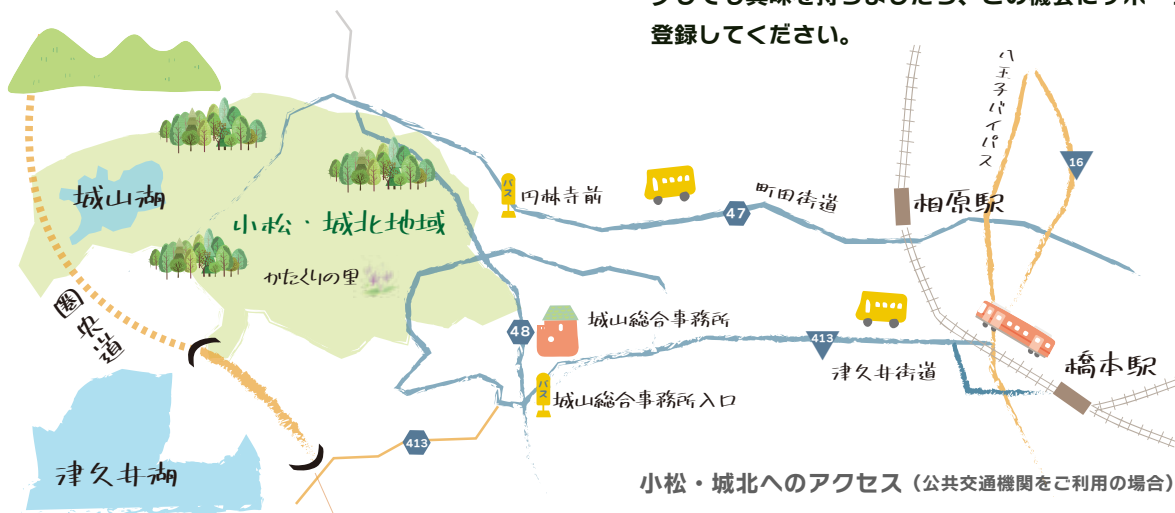 登録してください。
八王子バイパス
16
城山湖
バス
円林寺前
町田街道
47
相原駅
小松・城北地域
かたくりの里
圏央道
48
城山総合事務所
413
津久井街道
橋本駅
バス
城山総合事務所入口
413
津久井湖
小松・城北へのアクセス（公共交通機関をご利用の場合）